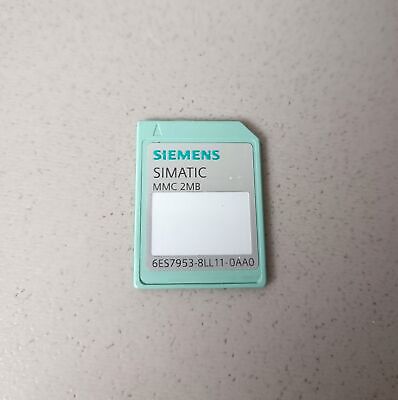 SIEMENS
SIMATIC
MMC 2MB
6ES7953-8LL11-0AA0